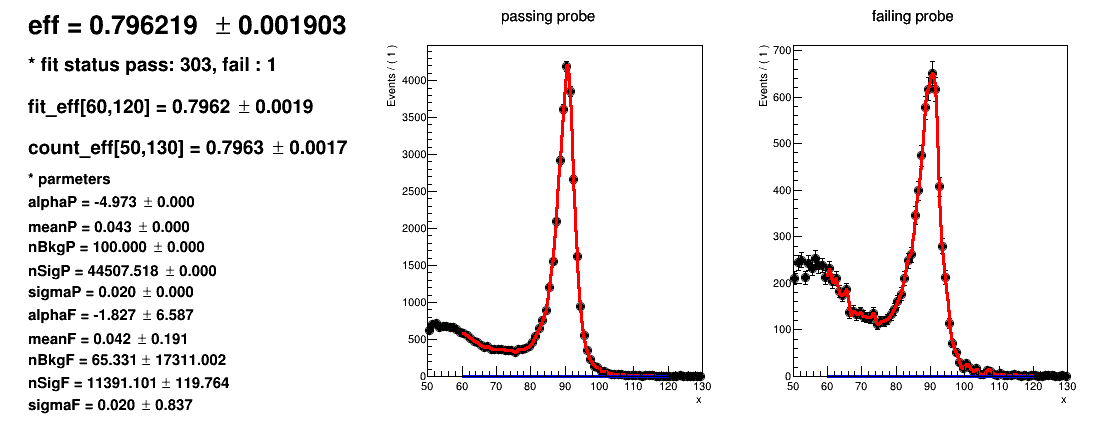 eff = 0.796219 ± 0.001903
* fit status pass: 303, fail : 1
fit_eff[60,120] = 0.7962 ± 0.0019
count_eff[50,130] = 0.7963 ± 0.0017
* parmeters
alphaP = -4.973 ± 0.000
meanP = 0.043 ± 0.000
nBkgP = 100.000 ± 0.000
nSigP = 44507.518 ± 0.000
sigmaP = 0.020 ± 0.000
alphaF = -1.827 ± 6.587
meanF = 0.042 ± 0.191
nBkgF = 65.331 ± 17311.002
nSigF = 11391.101 ± 119.764
sigmaF = 0.020 ± 0.837
passing probe
Events / ( 1 )
4000
3500
3000
2500
2000
1500
1000
500
0
50 60 70 80 90 100 110 120 130
x
failing probe
Events / ( 1 )
700
600
500
400
300
200
100
0
50 60 70 80 90 100 110 120 130
x